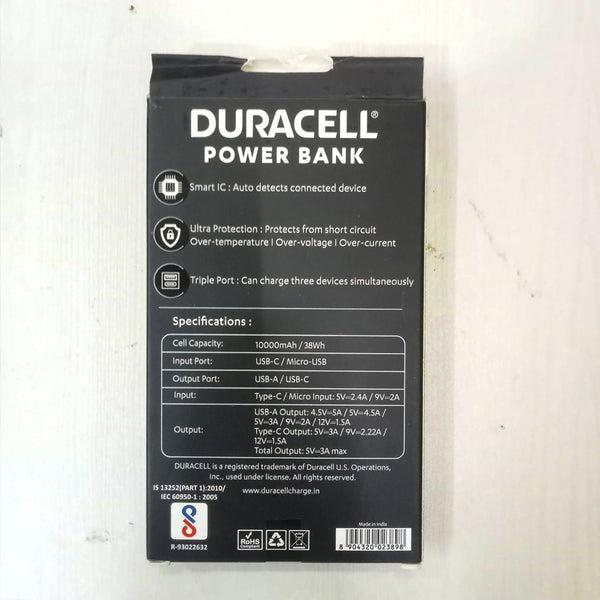 DURACELL®
POWER BANK
Smart IC : Auto detects connected device
Ultra Protection : Protects from short circuit
Over-temperature I Over-voltage I Over-current
Triple Port : Can charge three devices simultaneously
Specifications :
Cell Capacity: 10000mAh / 38Wh
Input Port: USB-C / Micro-USB
Output Port: USB-A / USB-C
Input: Type-C / Micro Input: 5V⎓2.4A / 9V⎓2A
Output: USB-A Output: 4.5V⎓5A / 5V⎓4.5A /
5V⎓3A / 9V⎓2A / 12V⎓1.5A
Type-C Output: 5V⎓3A / 9V⎓2.22A /
12V⎓1.5A
Total Output: 5V⎓3A max
DURACELL is a registered trademark of Duracell U.S. Operations,
Inc., used under license. All rights reserved.
www.duracellcharge.in
IS 13252(PART 1):2010/
IEC 60950-1 : 2005
R-93022632
RoHS
Compliant
Made in India
8 904320 023898